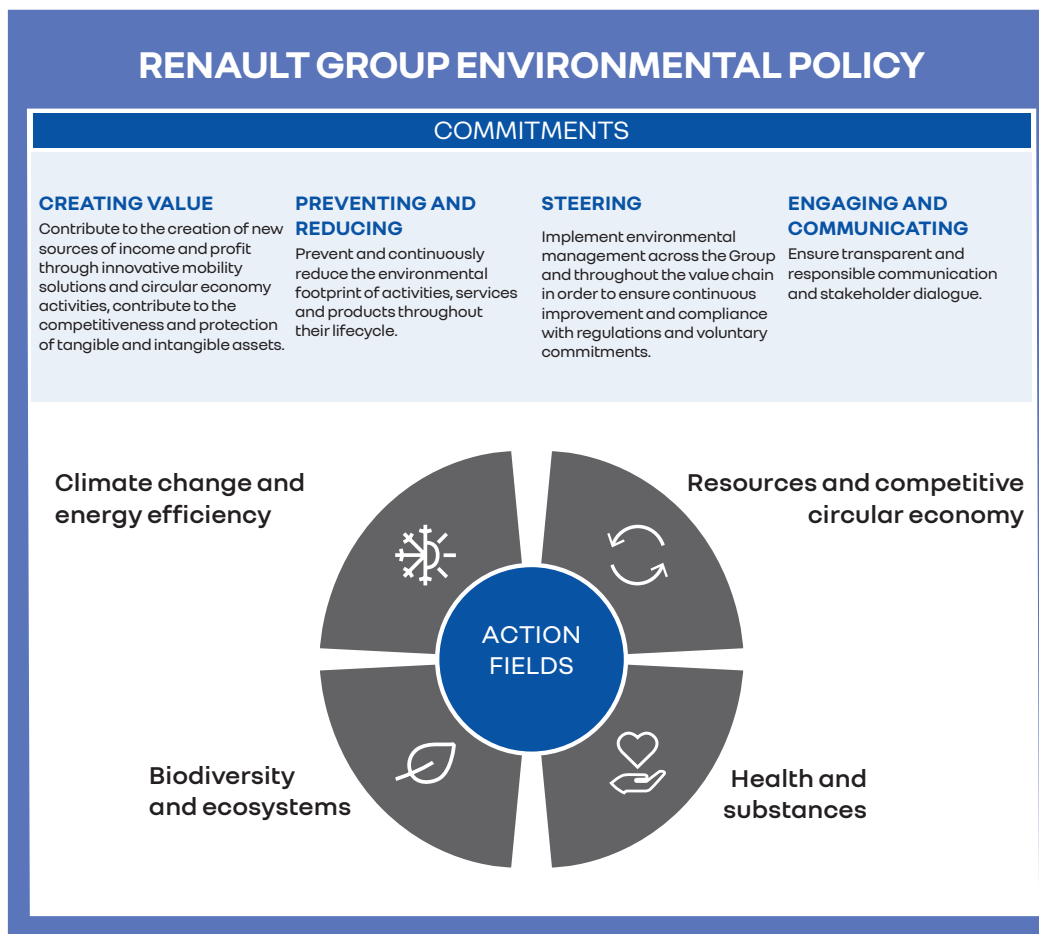 RENAULT GROUP ENVIRONMENTAL POLICY
COMMITMENTS
CREATING VALUE
Contribute to the creation of new
sources of income and profit
through innovative mobility
solutions and circular economy
activities, contribute to the
competitiveness and protection
of tangible and intangible assets.
PREVENTING AND
REDUCING
Prevent and continuously
reduce the environmental
footprint of activities, services
and products throughout
their lifecycle.
STEERING
Implement environmental
management across the Group
and throughout the value chain
in order to ensure continuous
improvement and compliance
with regulations and voluntary
commitments.
ENGAGING AND
COMMUNICATING
Ensure transparent and
responsible communication
and stakeholder dialogue.
Climate change and
energy efficiency
Resources and competitive
circular economy
ACTION
FIELDS
Biodiversity
and ecosystems
Health and
substances